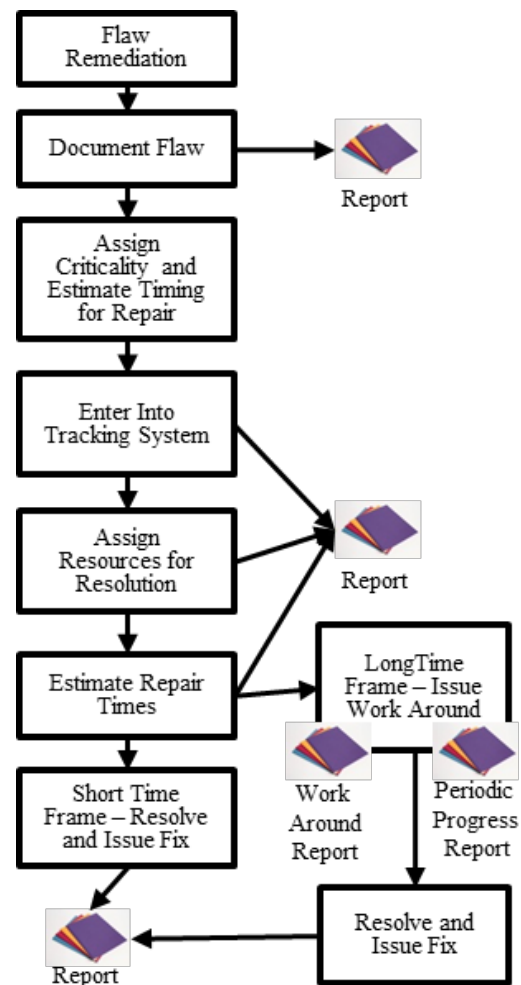 Flaw
Remediation
Document Flaw
Report
Assign
Criticality and
Estimate Timing
for Repair
Enter Into
Tracking System
Assign
Resources for
Resolution
Report
Estimate Repair
Times
LongTime
Frame – Issue
Work Around
Short Time
Frame – Resolve
and Issue Fix
Work
Around
Report
Periodic
Progress
Report
Resolve and
Issue Fix
Report